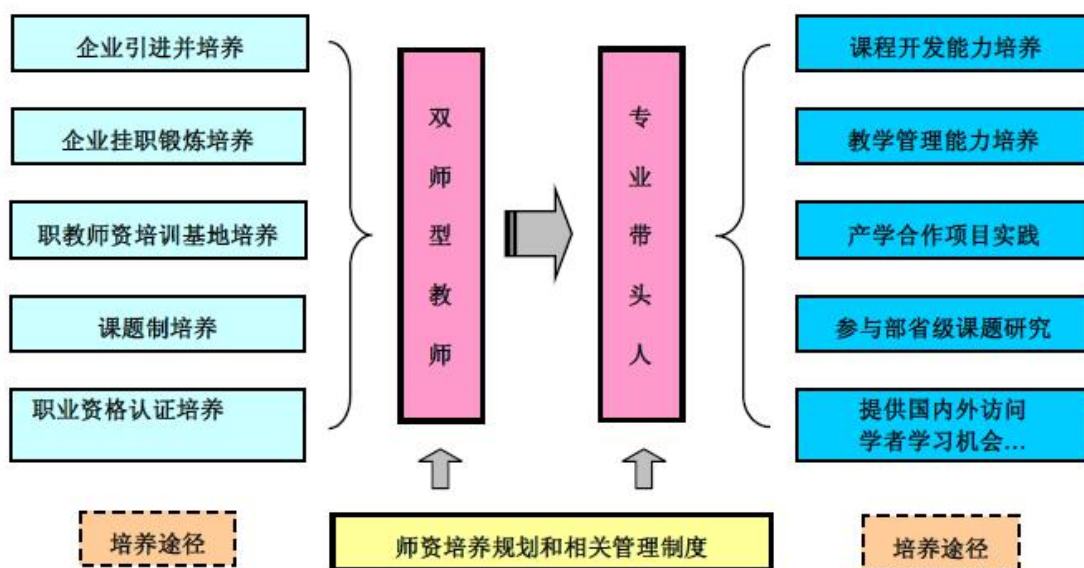 企业引进并培养
企业挂职锻炼培养
职教师资培训基地培养
课题制培养
职业资格认证培养
培养途径
双师型教师
专业带头人
师资培养规划和相关管理制度
课程开发能力培养
教学管理能力培养
产学合作项目实践
参与部省级课题研究
提供国内外访问
学者学习机会...
培养途径